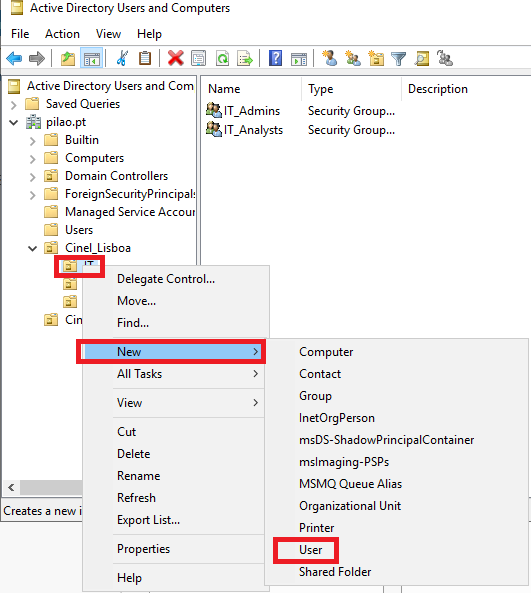 Active Directory Users and Computers
File Action View Help
Active Directory Users and Com
Name Type Description
Saved Queries
pilao.pt
IT_Admins Security Group...
IT_Analysts Security Group...
Builtin
Computers
Domain Controllers
ForeignSecurityPrincipals
Managed Service Accou
Users
Cinel_Lisboa
IT
Cin
Delegate Control...
Move...
Find...
New
All Tasks
View
Cut
Delete
Rename
Refresh
Export List...
Properties
Help
Computer
Contact
Group
InetOrgPerson
msDS-ShadowPrincipalContainer
msImaging-PSPs
MSMQ Queue Alias
Organizational Unit
Printer
User
Shared Folder
Creates a new i